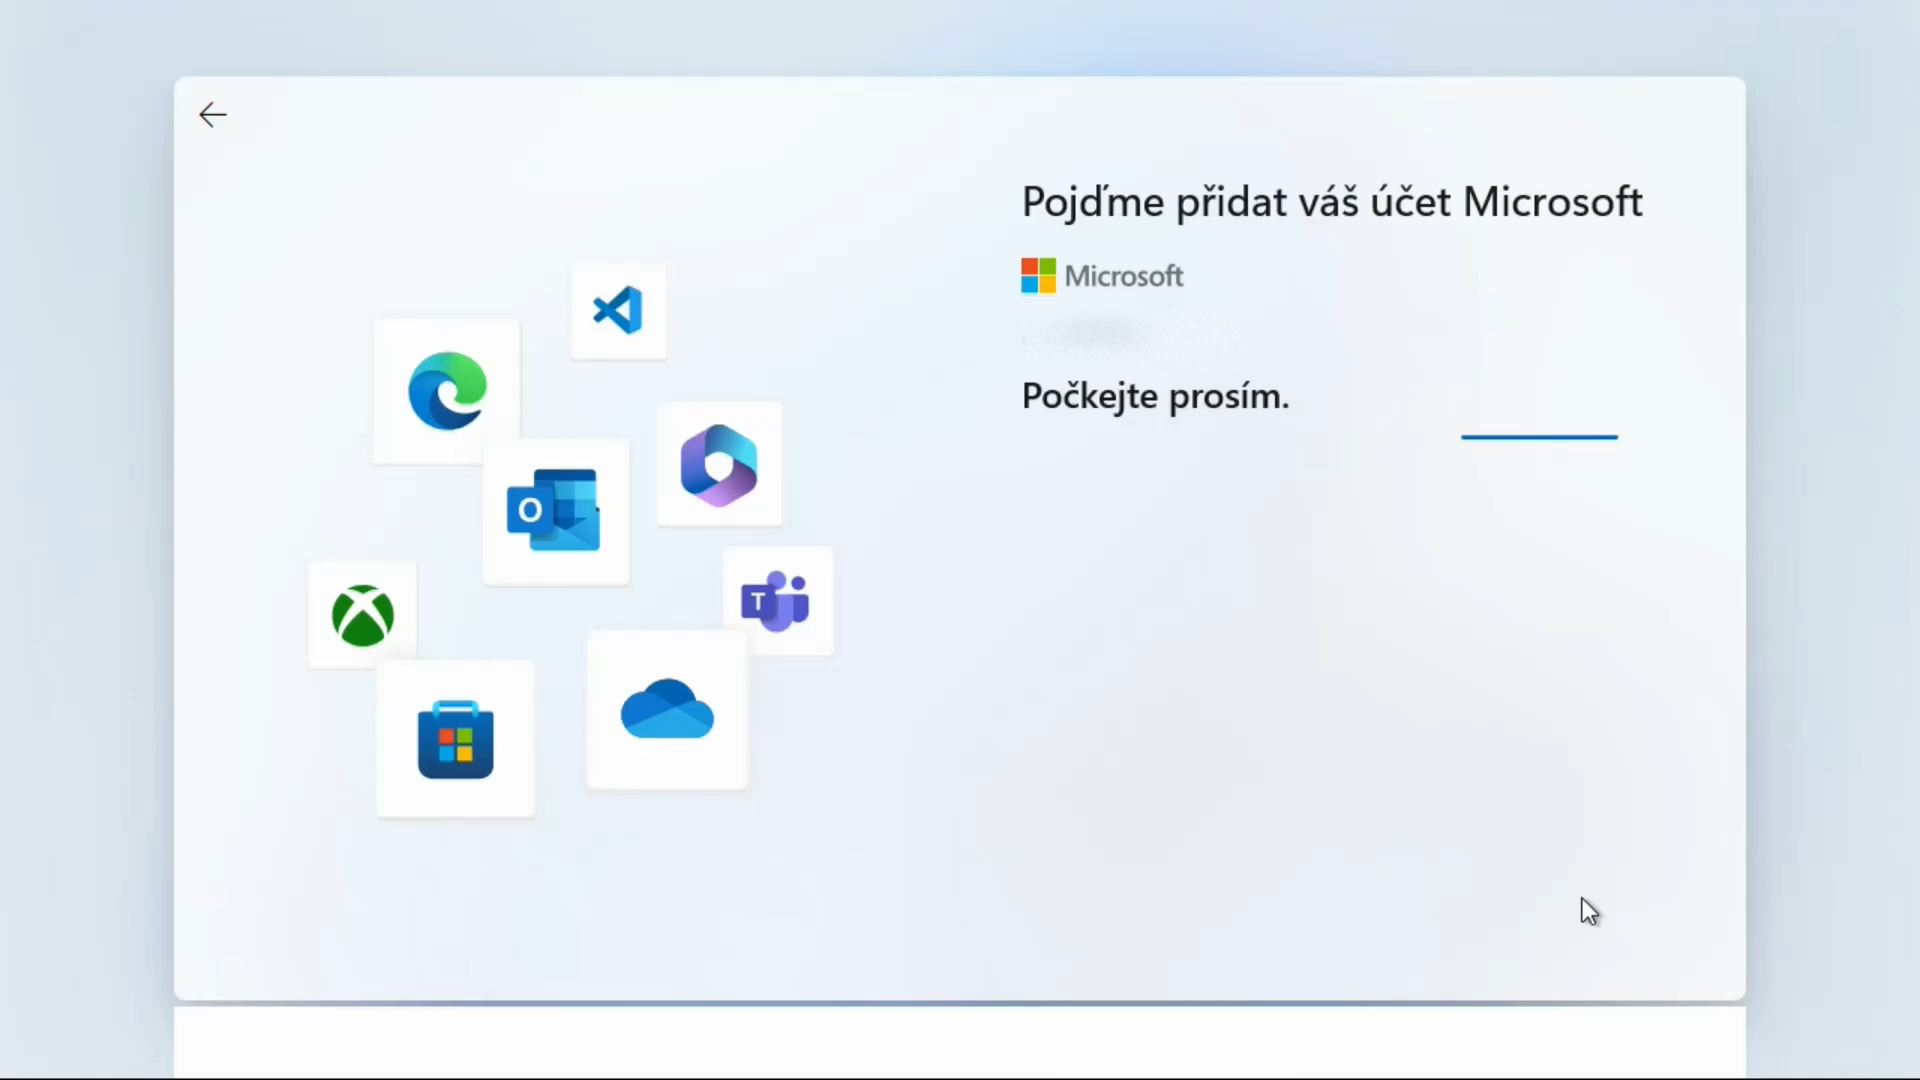 Pojďme přidat váš účet Microsoft
Microsoft
Počkejte prosím.
O
T